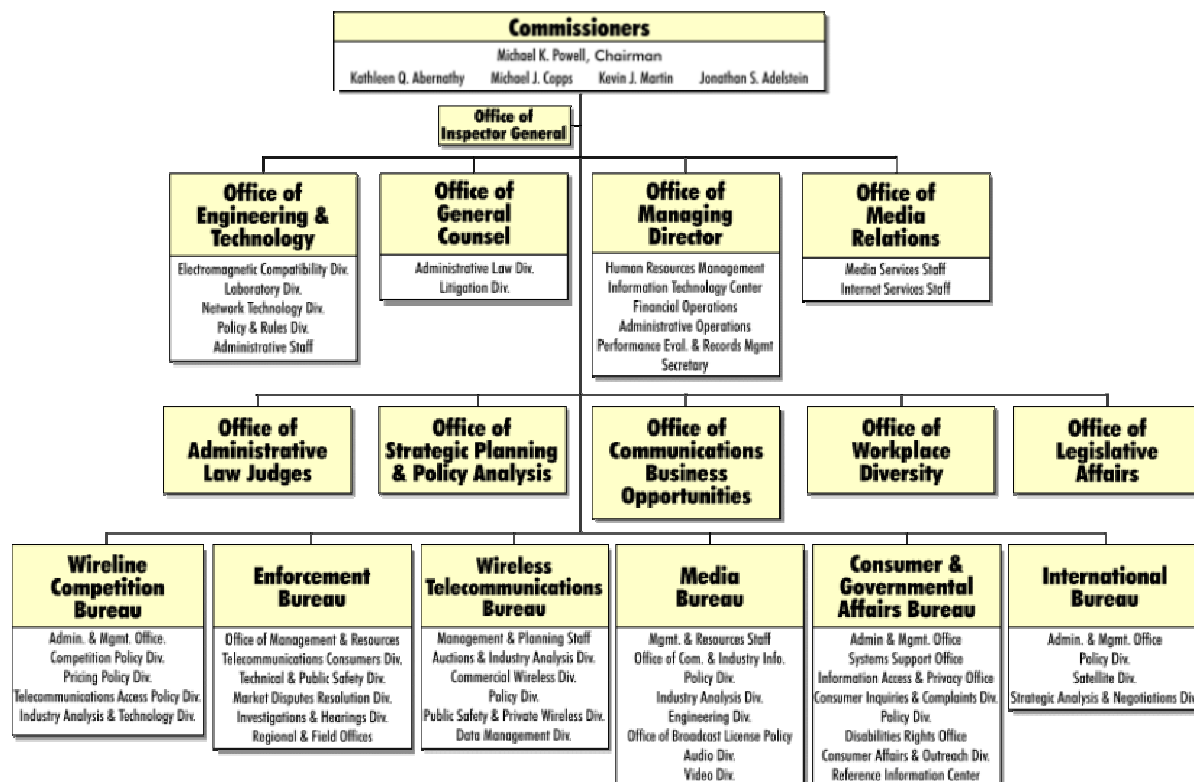 Commissioners
Michael K. Powell, Chairman
Kathleen Q. Abernathy Michael J. Copps Kevin J. Martin Jonathan S. Adelstein
Office of
Inspector General
Office of
Engineering &
Technology
Electromagnetic Compatibility Div.
Laboratory Div.
Network Technology Div.
Policy & Rules Div.
Administrative Staff
Office of
General
Counsel
Administrative Law Div.
Litigation Div.
Office of
Managing
Director
Human Resources Management
Information Technology Center
Financial Operations
Administrative Operations
Performance Eval. & Records Mgmt
Secretary
Office of
Media
Relations
Media Services Staff
Internet Services Staff
Office of
Administrative
Law Judges
Office of
Strategic Planning
& Policy Analysis
Office of
Communications
Business
Opportunities
Office of
Workplace
Diversity
Office of
Legislative
Affairs
Wireline
Competition
Bureau
Admin. & Mgmt. Office.
Competition Policy Div.
Pricing Policy Div.
Telecommunications Access Policy Div.
Industry Analysis & Technology Div.
Enforcement
Bureau
Office of Management & Resources
Telecommunications Consumers Div.
Technical & Public Safety Div.
Market Disputes Resolution Div.
Investigations & Hearings Div.
Regional & Field Offices
Wireless
Telecommunications
Bureau
Management & Planning Staff
Auctions & Industry Analysis Div.
Commercial Wireless Div.
Policy Div.
Public Safety & Private Wireless Div.
Data Management Div.
Media
Bureau
Mgmt. & Resources Staff
Office of Com. & Industry Info.
Policy Div.
Industry Analysis Div.
Engineering Div.
Office of Broadcast License Policy
Audio Div.
Video Div.
Consumer &
Governmental
Affairs Bureau
Admin & Mgmt. Office
Systems Support Office
Information Access & Privacy Office
Consumer Inquiries & Complaints Div.
Policy Div.
Disabilities Rights Office
Consumer Affairs & Outreach Div.
Reference Information Center
International
Bureau
Admin. & Mgmt. Office
Policy Div.
Satellite Div.
Strategic Analysis & Negotiations Div